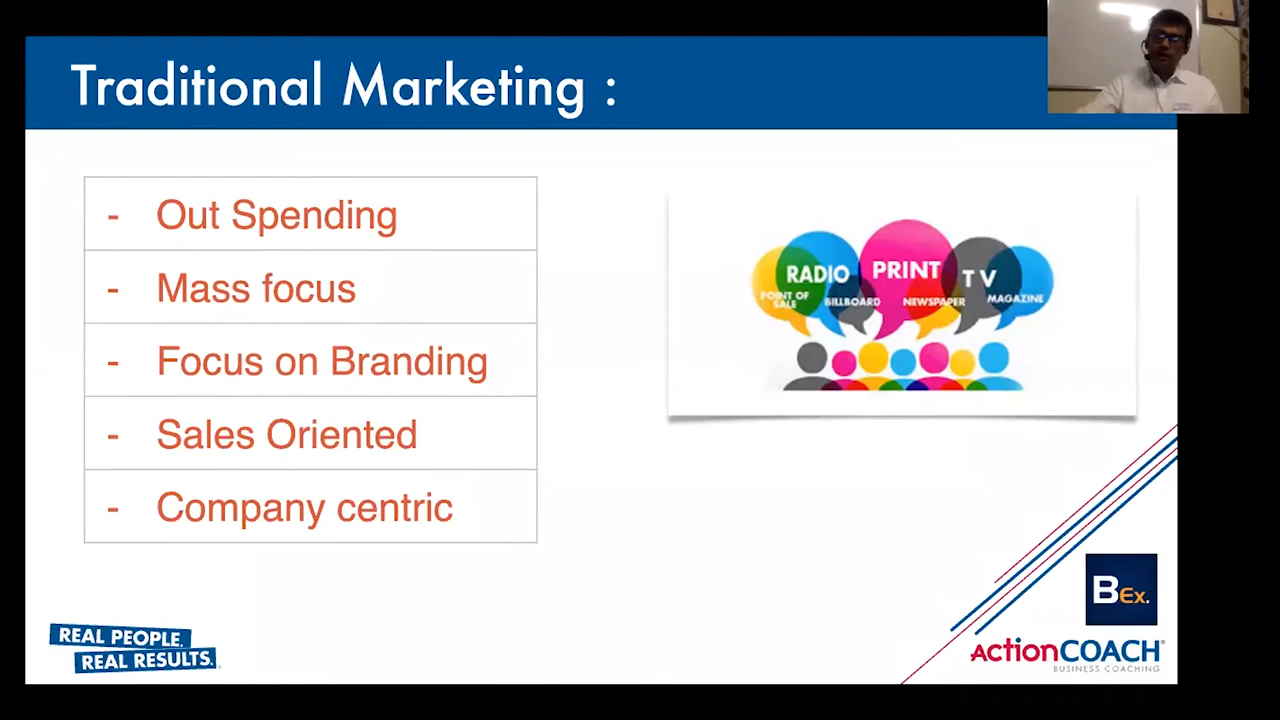 Traditional Marketing :
- Out Spending
- Mass focus
- Focus on Branding
- Sales Oriented
- Company centric
RADIO
PRINT
TV
POINT OF
SALE
BILLBOARD
NEWSPAPER
MAGAZINE
REAL PEOPLE.
REAL RESULTS.
BEx.
ActionCOACH®
BUSINESS COACHING